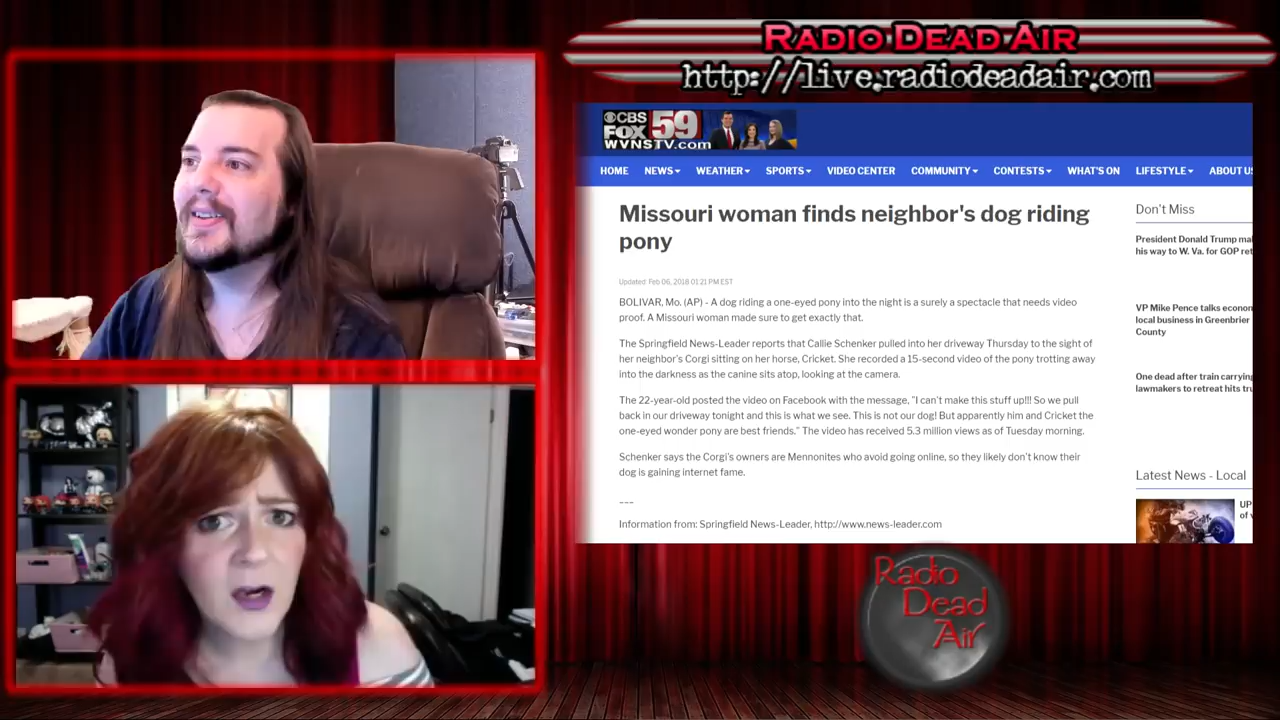 RADIO DEAD AIR
http://live.radiodeadair.com
CBS
FOX 59
WVNSTV.com
HOME NEWS WEATHER SPORTS VIDEO CENTER COMMUNITY CONTESTS WHAT'S ON LIFESTYLE ABOUT US
Missouri woman finds neighbor's dog riding
pony
Updated: Feb 06, 2018 01:21 PM EST
BOLIVAR, Mo. (AP) - A dog riding a one-eyed pony into the night is a surely a spectacle that needs video
proof. A Missouri woman made sure to get exactly that.
The Springfield News-Leader reports that Callie Schenker pulled into her driveway Thursday to the sight of
her neighbor's Corgi sitting on her horse, Cricket. She recorded a 15-second video of the pony trotting away
into the darkness as the canine sits atop, looking at the camera.
The 22-year-old posted the video on Facebook with the message, "I can't make this stuff up!!! So we pull
back in our driveway tonight and this is what we see. This is not our dog! But apparently him and Cricket the
one-eyed wonder pony are best friends." The video has received 5.3 million views as of Tuesday morning.
Schenker says the Corgi's owners are Mennonites who avoid going online, so they likely don't know their
dog is gaining internet fame.
___
Information from: Springfield News-Leader, http://www.news-leader.com
Don't Miss
President Donald Trump
his way to W. Va. for GOP
VP Mike Pence talks
local business in Greenbrier
County
One dead after train
lawmakers to retreat hits
Latest News - Local
UP
of
Radio
Dead
Air